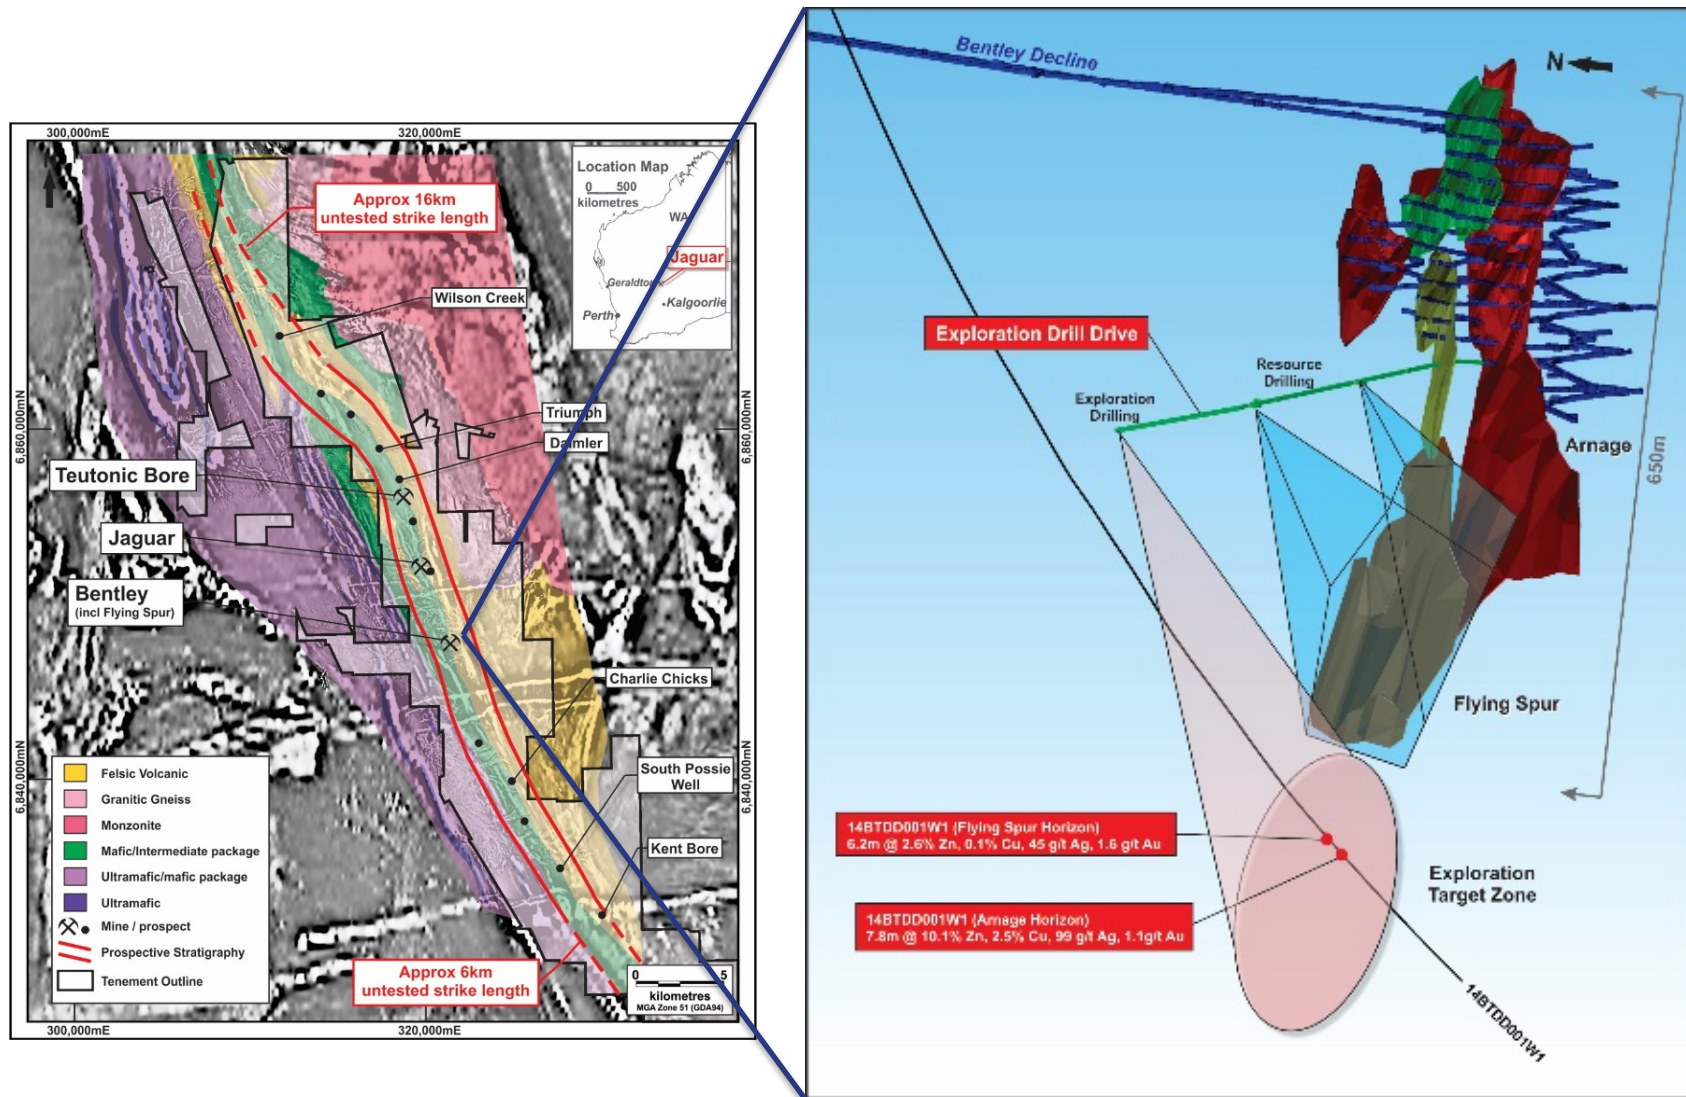 300,000mE
320,000mE
Approx 16km
untested strike length
Location Map
0 500
kilometres
WA
Jaguar
Geraldton
Kalgoorlie
Perth
Wilson Creek
6,860,000mN
6,860,000mN
Triumph
Daimler
Teutonic Bore
Jaguar
Bentley
(incl Flying Spur)
Charlie Chicks
South Possie
Well
Kent Bore
6,840,000mN
6,840,000mN
Felsic Volcanic
Granitic Gneiss
Monzonite
Mafic/Intermediate package
Ultramafic/mafic package
Ultramafic
Mine / prospect
Prospective Stratigraphy
Tenement Outline
Approx 6km
untested strike length
0 5
kilometres
MGA Zone 51 (GDA94)
300,000mE
320,000mE
Bentley Decline
N
Exploration Drill Drive
Resource
Drilling
Exploration
Drilling
Arnage
650m
Flying Spur
14BTDD001W1 (Flying Spur Horizon)
6.2m @ 2.6% Zn, 0.1% Cu, 45 g/t Ag, 1.6 g/t Au
Exploration
Target Zone
14BTDD001W1 (Arnage Horizon)
7.8m @ 10.1% Zn, 2.5% Cu, 99 g/t Ag, 1.1g/t Au
14BTDD001W1